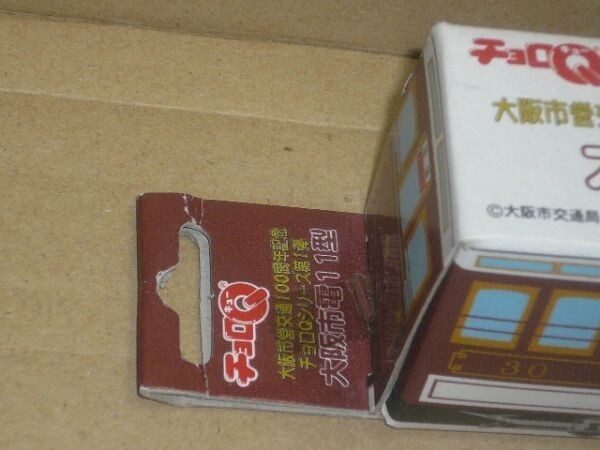 チョロQ
大阪市営交通100周年記念
チョロQシリーズ第1弾
大阪市電11型
チョロQ
大阪市営交
©大阪市交通局
30